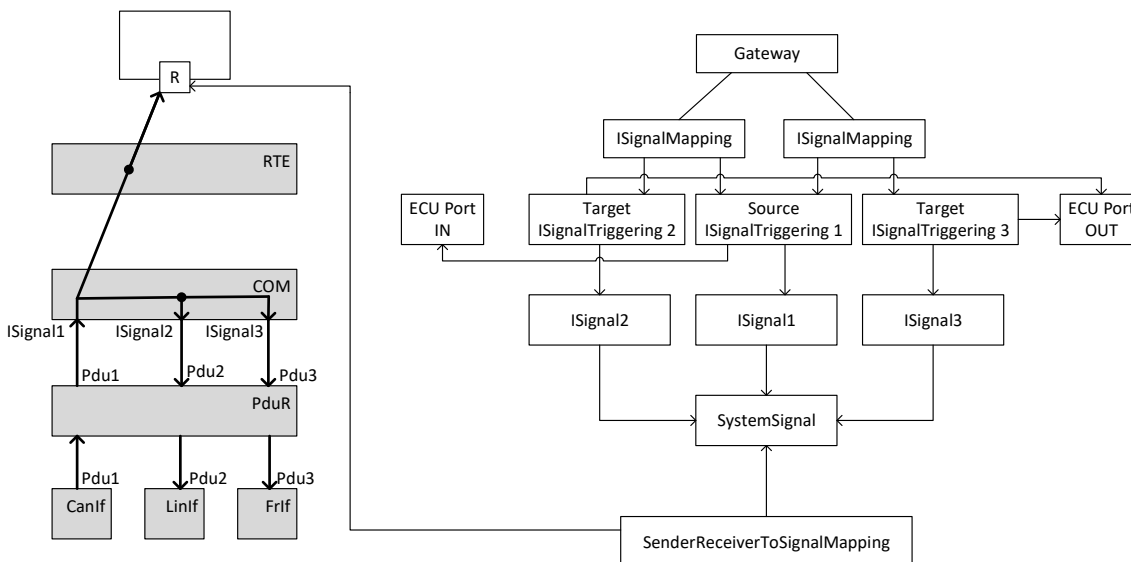 R
RTE
COM
ISignal1
ISignal2
ISignal3
Pdu1
Pdu2
Pdu3
PduR
Pdu1
Pdu2
Pdu3
CanIf
LinIf
FrIf
Gateway
ISignalMapping
ISignalMapping
ECU Port
IN
Target
ISignalTriggering 2
Source
ISignalTriggering 1
Target
ISignalTriggering 3
ECU Port
OUT
ISignal2
ISignal1
ISignal3
SystemSignal
SenderReceiverToSignalMapping